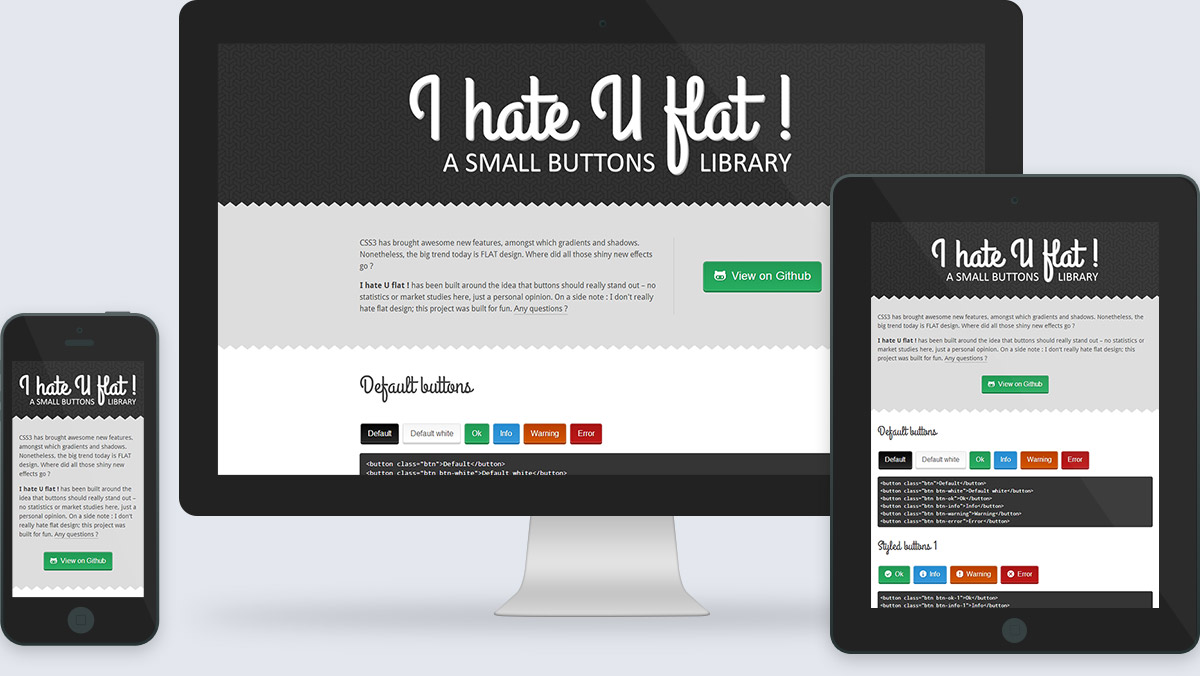 I hate U flat !
A SMALL BUTTONS LIBRARY
CSS3 has brought awesome new features, amongst which gradients and shadows.
Nonetheless, the big trend today is FLAT design. Where did all those shiny new effects
go ?
I hate U flat ! has been built around the idea that buttons should really stand out – no
statistics or market studies here, just a personal opinion. On a side note : I don't really
hate flat design; this project was built for fun. Any questions ?
View on Github
Default buttons
Default Default white Ok Info Warning Error
<button class="btn">Default</button>
<button class="btn btn-white">Default white</button>
I hate U flat !
A SMALL BUTTONS LIBRARY
CSS3 has brought awesome new features,
amongst which gradients and shadows.
Nonetheless, the big trend today is FLAT
design. Where did all those shiny new
effects go ?
I hate U flat ! has been built around the
idea that buttons should really stand out –
no statistics or market studies here, just a
personal opinion. On a side note : I don't
really hate flat design; this project was
built for fun. Any questions ?
View on Github
I hate U flat !
A SMALL BUTTONS LIBRARY
CSS3 has brought awesome new features, amongst which gradients and shadows. Nonetheless, the
big trend today is FLAT design. Where did all those shiny new effects go ?
I hate U flat ! has been built around the idea that buttons should really stand out – no statistics or
market studies here, just a personal opinion. On a side note : I don't really hate flat design; this
project was built for fun. Any questions ?
View on Github
Default buttons
Default Default white Ok Info Warning Error
<button class="btn">Default</button>
<button class="btn btn-white">Default white</button>
<button class="btn btn-ok">Ok</button>
<button class="btn btn-info">Info</button>
<button class="btn btn-warning">Warning</button>
<button class="btn btn-error">Error</button>
Styled buttons 1
Ok Info Warning Error
<button class="btn btn-ok-1">Ok</button>
<button class="btn btn-info-1">Info</button>